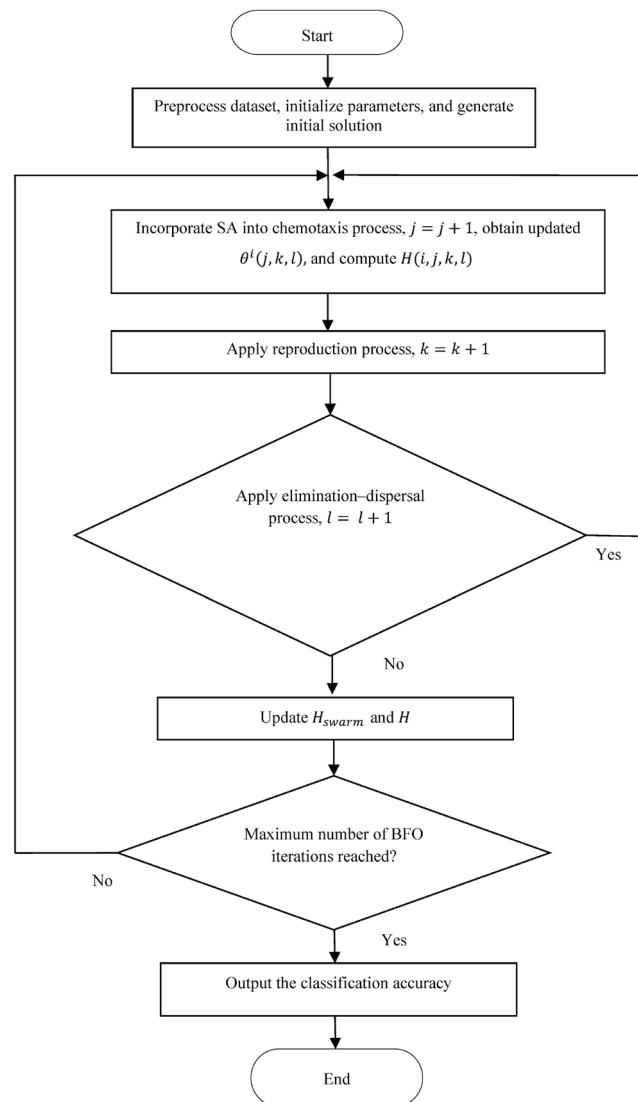 Start
Preprocess dataset, initialize parameters, and generate
initial solution
Incorporate SA into chemotaxis process, j = j + 1, obtain updated
θ^i(j, k, l), and compute H(i, j, k, l)
Apply reproduction process, k = k + 1
Apply elimination–dispersal
process, l = l + 1
Yes
No
Update H_swarm and H
Maximum number of BFO
iterations reached?
No
Yes
Output the classification accuracy
End